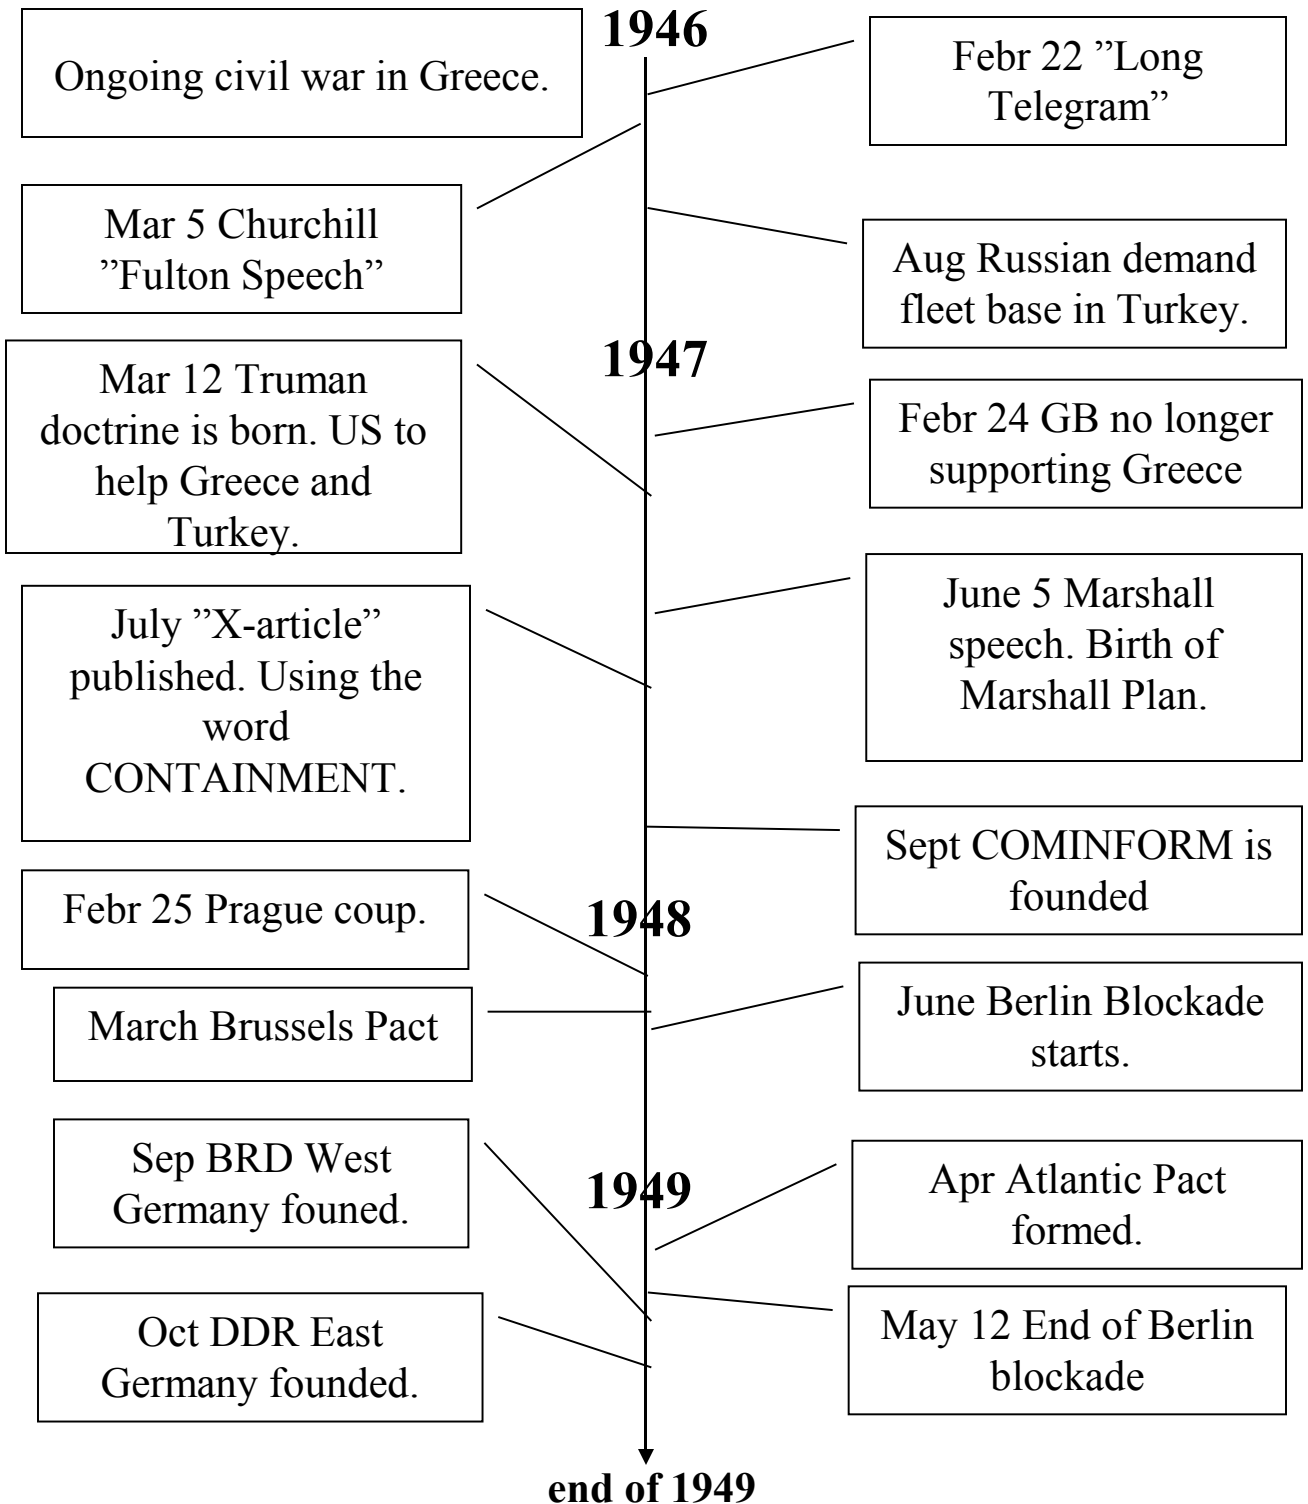 1946
Ongoing civil war in Greece.
Febr 22 ”Long
Telegram”
Mar 5 Churchill
”Fulton Speech”
Aug Russian demand
fleet base in Turkey.
1947
Mar 12 Truman
doctrine is born. US to
help Greece and
Turkey.
Febr 24 GB no longer
supporting Greece
June 5 Marshall
speech. Birth of
Marshall Plan.
July ”X-article”
published. Using the
word
CONTAINMENT.
Sept COMINFORM is
founded
1948
Febr 25 Prague coup.
March Brussels Pact
June Berlin Blockade
starts.
1949
Sep BRD West
Germany founed.
Apr Atlantic Pact
formed.
May 12 End of Berlin
blockade
Oct DDR East
Germany founded.
end of 1949